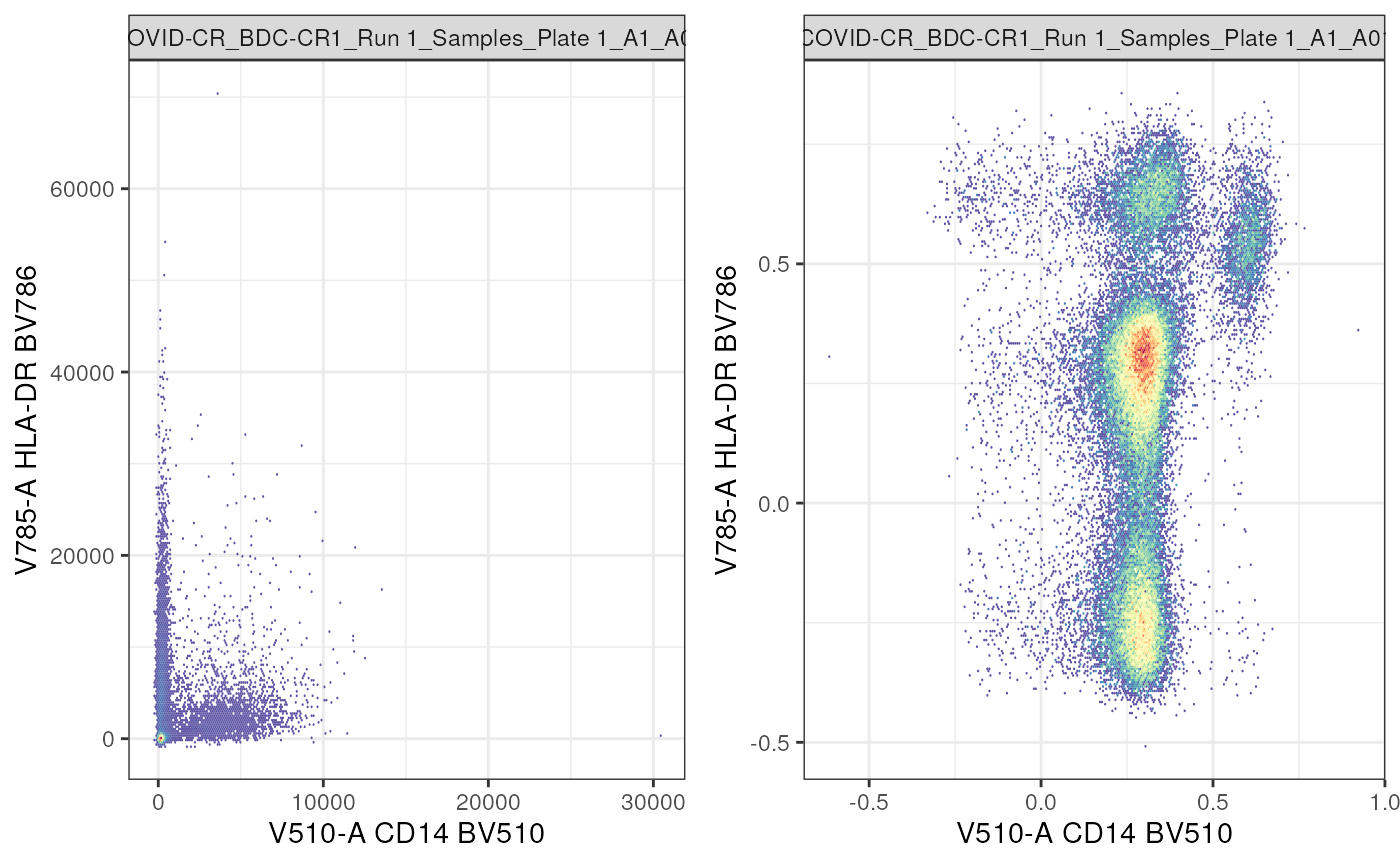 OVID-CR_BDC-CR1_Run 1_Samples_Plate 1_A1_A0
V785-A HLA-DR BV786
60000
40000
20000
0
0 10000 20000 30000
V510-A CD14 BV510
COVID-CR_BDC-CR1_Run 1_Samples_Plate 1_A1_A0
V785-A HLA-DR BV786
0.5
0.0
-0.5
-0.5 0.0 0.5 1.0
V510-A CD14 BV510